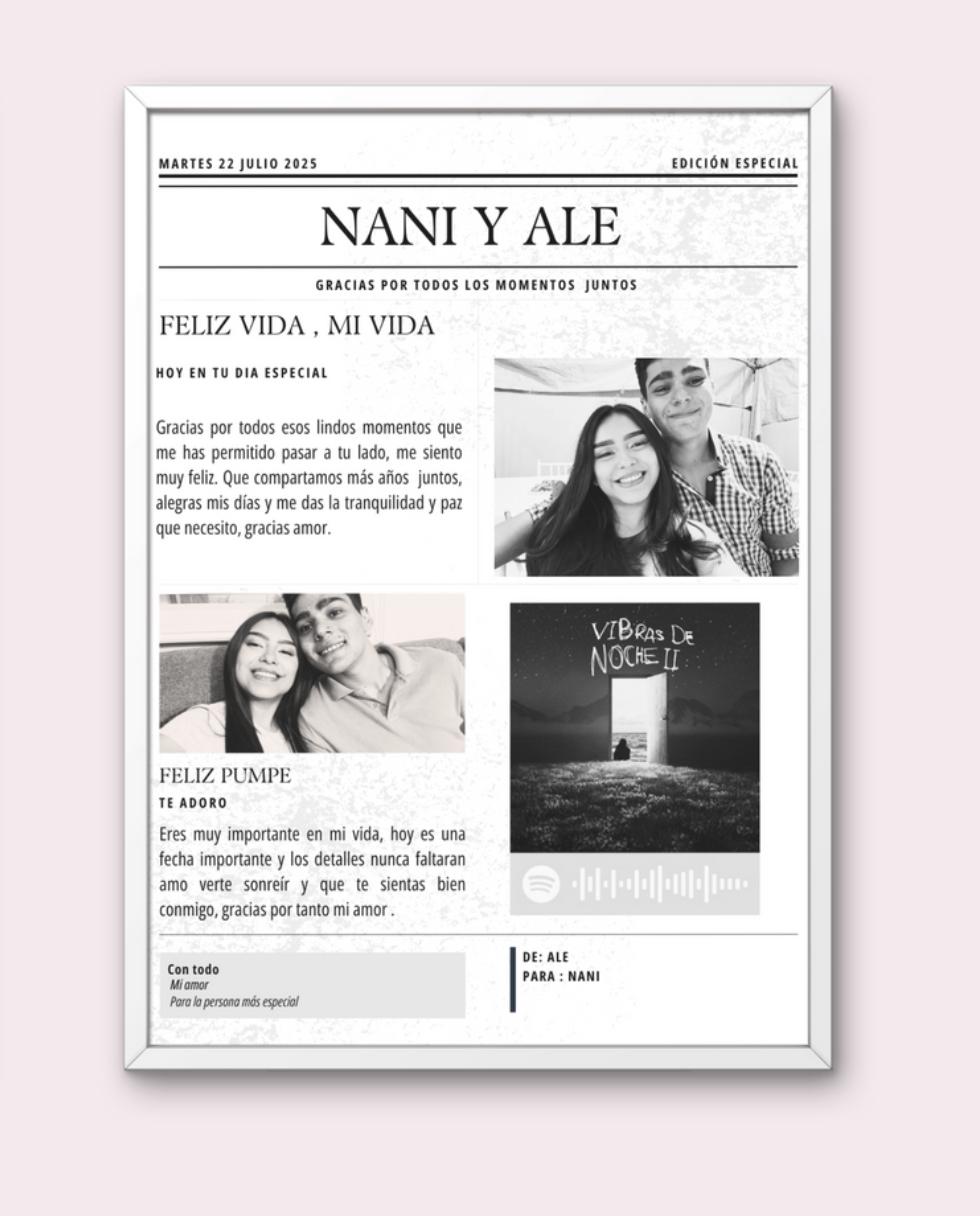 MARTES 22 JULIO 2025
EDICIÓN ESPECIAL
NANI Y ALE
GRACIAS POR TODOS LOS MOMENTOS JUNTOS
FELIZ VIDA , MI VIDA
HOY EN TU DIA ESPECIAL
Gracias por todos esos lindos momentos que
me has permitido pasar a tu lado, me siento
muy feliz. Que compartamos más años juntos,
alegras mis días y me das la tranquilidad y paz
que necesito, gracias amor.
FELIZ PUMPE
TE ADORO
Eres muy importante en mi vida, hoy es una
fecha importante y los detalles nunca faltaran
amo verte sonreír y que te sientas bien
conmigo, gracias por tanto mi amor .
VIBRAS DE
NOCHE II
Con todo
Mi amor
Para la persona más especial
DE: ALE
PARA : NANI